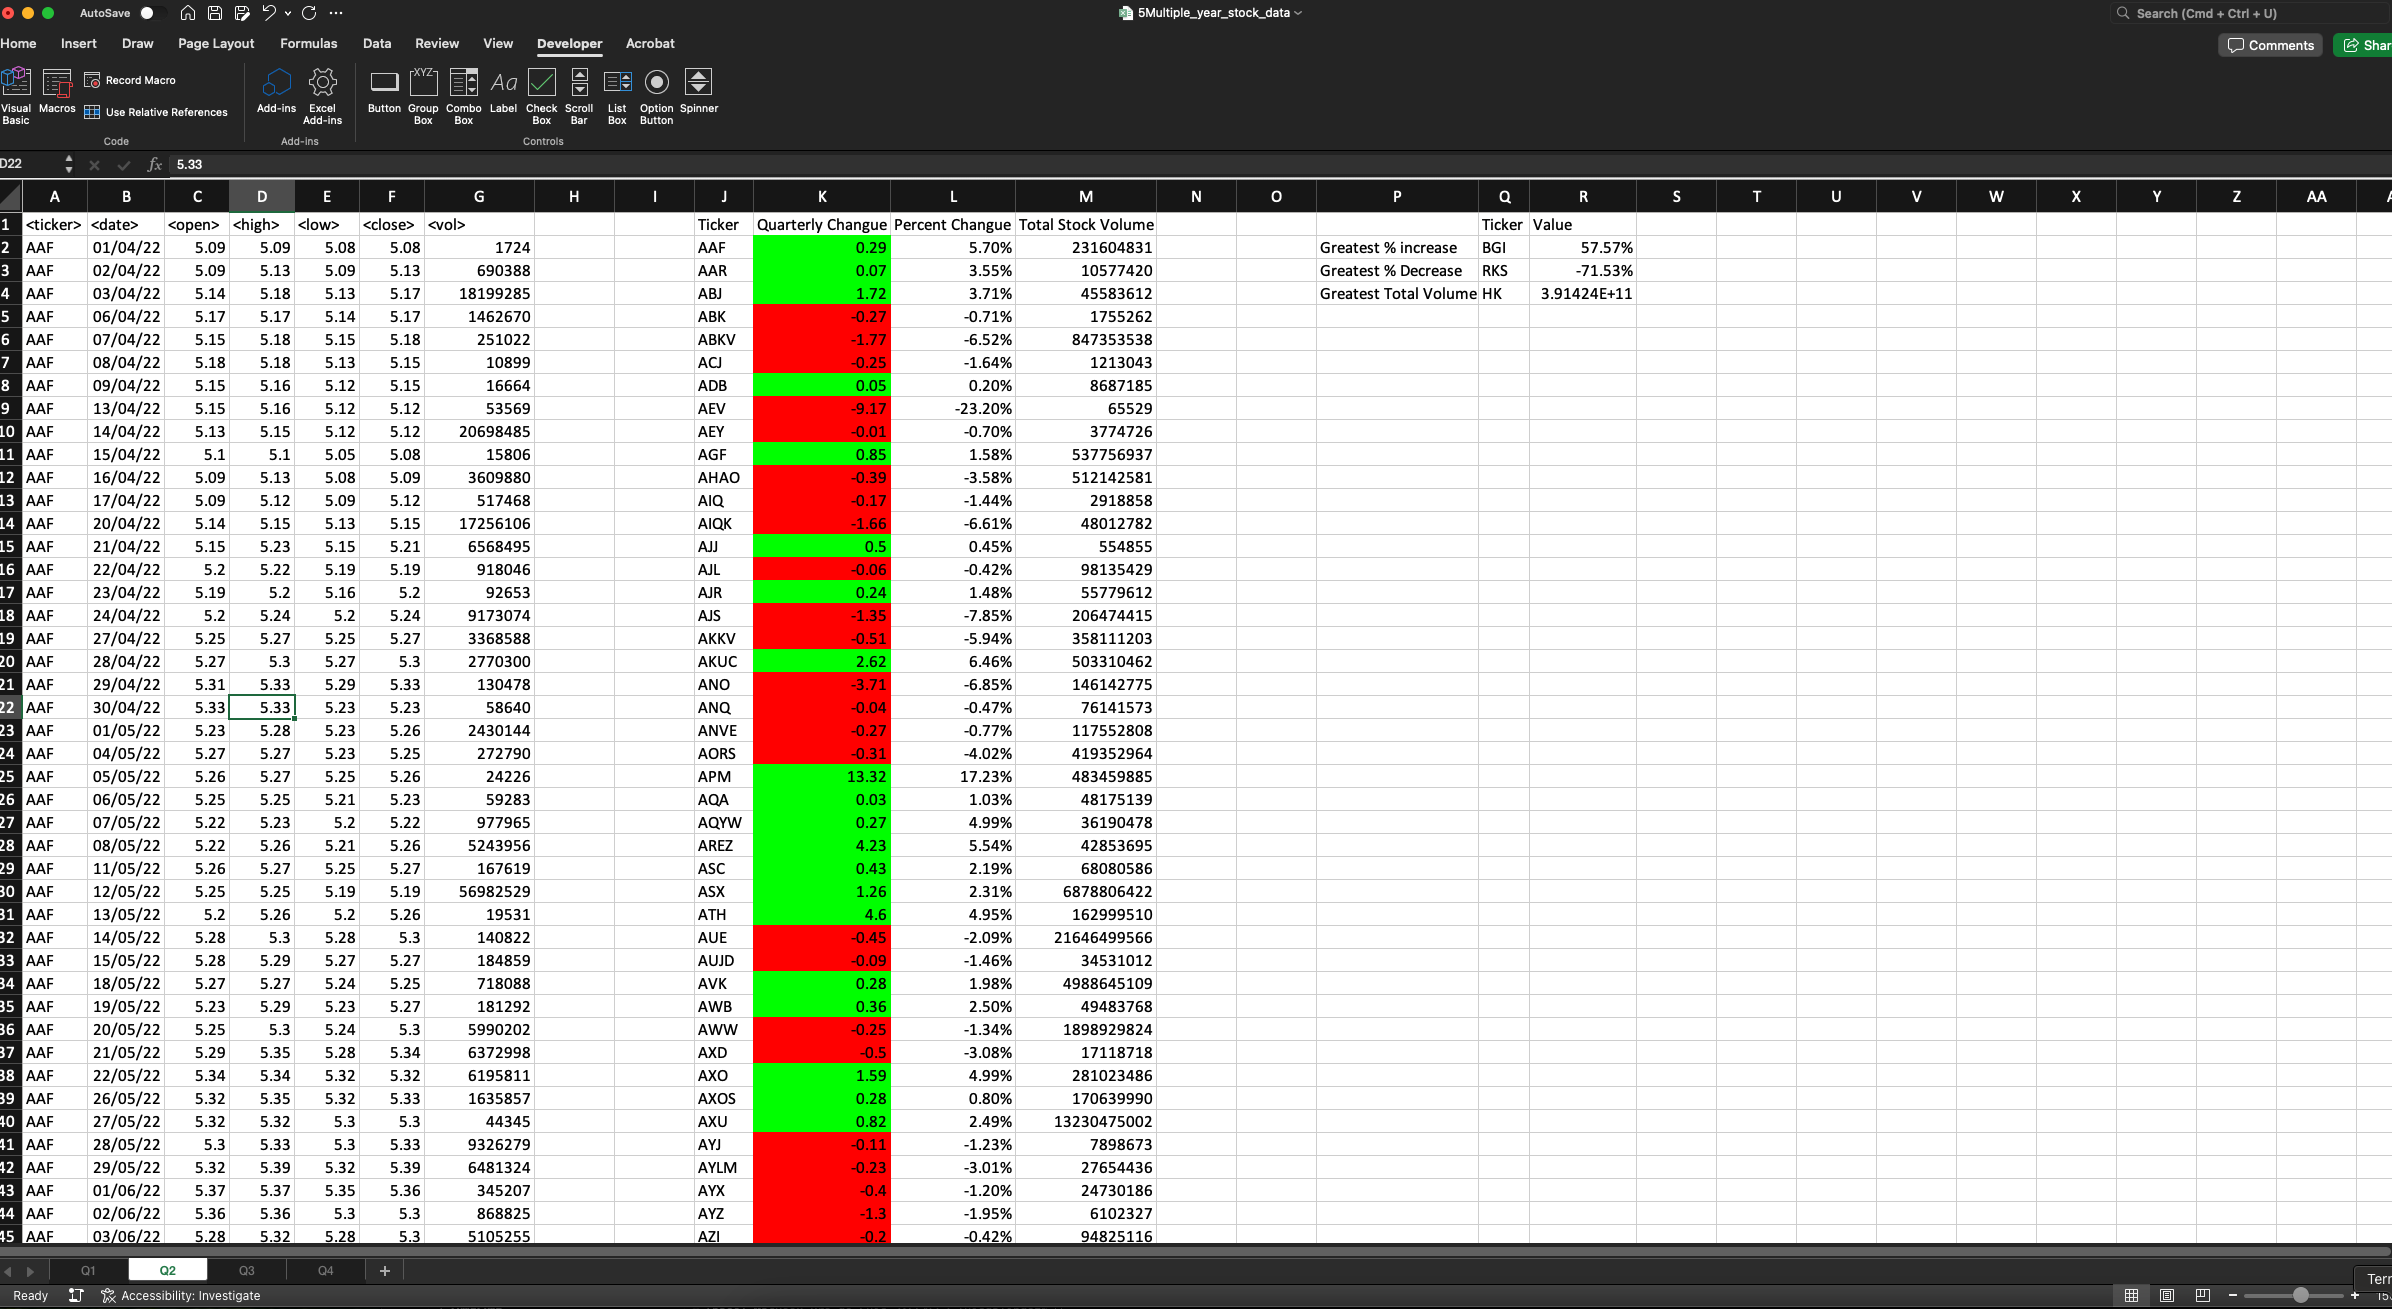 AutoSave 5Multiple_year_stock_data Search (Cmd + Ctrl + U)
Home Insert Draw Page Layout Formulas Data Review View Developer Acrobat Comments Shar
Visual Basic Macros Record Macro Use Relative References Add-ins Excel Add-ins Button XYZ Group Box Combo Box Aa Label Check Box Scroll Bar List Box Option Button Spinner
Code Add-Ins Controls
D22 fx 5.33
A B C D E F G H I J K L M N O P Q R S T U V W X Y Z AA
1 <ticker> <date> <open> <high> <low> <close> <vol> Ticker Quarterly Changue Percent Changue Total Stock Volume Ticker Value
2 AAF 01/04/22 5.09 5.09 5.08 5.08 1724 AAF 0.29 5.70% 231604831 Greatest % increase BGI 57.57%
3 AAF 02/04/22 5.09 5.13 5.09 5.13 690388 AAR 0.07 3.55% 10577420 Greatest % Decrease RKS -71.53%
4 AAF 03/04/22 5.14 5.18 5.13 5.17 18199285 ABJ 1.72 3.71% 45583612 Greatest Total Volume HK 3.91424E+11
5 AAF 06/04/22 5.17 5.17 5.14 5.17 1462670 ABK -0.27 -0.71% 1755262
6 AAF 07/04/22 5.15 5.18 5.15 5.18 251022 ABKV -1.77 -6.52% 847353538
7 AAF 08/04/22 5.18 5.18 5.13 5.15 10899 ACJ -0.25 -1.64% 1213043
8 AAF 09/04/22 5.15 5.16 5.12 5.15 16664 ADB 0.05 0.20% 8687185
9 AAF 13/04/22 5.15 5.16 5.12 5.12 53569 AEV -9.17 -23.20% 65529
10 AAF 14/04/22 5.13 5.15 5.12 5.12 20698485 AEY -0.01 -0.70% 3774726
11 AAF 15/04/22 5.1 5.1 5.05 5.08 15806 AGF 0.85 1.58% 537756937
12 AAF 16/04/22 5.09 5.13 5.08 5.09 3609880 AHAO -0.39 -3.58% 512142581
13 AAF 17/04/22 5.09 5.12 5.09 5.12 517468 AIQ -0.17 -1.44% 2918858
14 AAF 20/04/22 5.14 5.15 5.13 5.15 17256106 AIQK -1.66 -6.61% 48012782
15 AAF 21/04/22 5.15 5.23 5.15 5.21 6568495 AJJ 0.5 0.45% 554855
16 AAF 22/04/22 5.2 5.22 5.19 5.19 918046 AJL -0.06 -0.42% 98135429
17 AAF 23/04/22 5.19 5.2 5.16 5.2 92653 AJR 0.24 1.48% 55779612
18 AAF 24/04/22 5.2 5.24 5.2 5.24 9173074 AJS -1.35 -7.85% 206474415
19 AAF 27/04/22 5.25 5.27 5.25 5.27 3368588 AKKV -0.51 -5.94% 358111203
20 AAF 28/04/22 5.27 5.3 5.27 5.3 2770300 AKUC 2.62 6.46% 503310462
21 AAF 29/04/22 5.31 5.33 5.29 5.33 130478 ANO -3.71 -6.85% 146142775
22 AAF 30/04/22 5.33 5.33 5.23 5.23 58640 ANQ -0.04 -0.47% 76141573
23 AAF 01/05/22 5.23 5.28 5.23 5.26 2430144 ANVE -0.27 -0.77% 117552808
24 AAF 04/05/22 5.27 5.27 5.23 5.25 272790 AORS -0.31 -4.02% 419352964
25 AAF 05/05/22 5.26 5.27 5.25 5.26 24226 APM 13.32 17.23% 483459885
26 AAF 06/05/22 5.25 5.25 5.21 5.23 59283 AQA 0.03 1.03% 48175139
27 AAF 07/05/22 5.22 5.23 5.2 5.22 977965 AQYW 0.27 4.99% 36190478
28 AAF 08/05/22 5.22 5.26 5.21 5.26 5243956 AREZ 4.23 5.54% 42853695
29 AAF 11/05/22 5.26 5.27 5.25 5.27 167619 ASC 0.43 2.19% 68080586
30 AAF 12/05/22 5.25 5.25 5.19 5.19 56982529 ASX 1.26 2.31% 6878806422
31 AAF 13/05/22 5.2 5.26 5.2 5.26 19531 ATH 4.6 4.95% 162999510
32 AAF 14/05/22 5.28 5.3 5.28 5.3 140822 AUE -0.45 -2.09% 21646499566
33 AAF 15/05/22 5.28 5.29 5.27 5.27 184859 AUJD -0.09 -1.46% 34531012
34 AAF 18/05/22 5.27 5.27 5.24 5.25 718088 AVK 0.28 1.98% 4988645109
35 AAF 19/05/22 5.23 5.29 5.23 5.27 181292 AWB 0.36 2.50% 49483768
36 AAF 20/05/22 5.25 5.3 5.24 5.3 5990202 AWW -0.25 -1.34% 1898929824
37 AAF 21/05/22 5.29 5.35 5.28 5.34 6372998 AXD -0.5 -3.08% 17118718
38 AAF 22/05/22 5.34 5.34 5.32 5.32 6195811 AXO 1.59 4.99% 281023486
39 AAF 26/05/22 5.32 5.35 5.32 5.33 1635857 AXOS 0.28 0.80% 170639990
40 AAF 27/05/22 5.32 5.32 5.3 5.3 44345 AXU 0.82 2.49% 13230475002
41 AAF 28/05/22 5.3 5.33 5.3 5.33 9326279 AYJ -0.11 -1.23% 7898673
42 AAF 29/05/22 5.32 5.39 5.32 5.39 6481324 AYLM -0.23 -3.01% 27654436
43 AAF 01/06/22 5.37 5.37 5.35 5.36 345207 AYX -0.4 -1.20% 24730186
44 AAF 02/06/22 5.36 5.36 5.3 5.3 868825 AYZ -1.3 -1.95% 6102327
45 AAF 03/06/22 5.28 5.32 5.28 5.3 5105255 AZI -0.2 -0.42% 94825116
Q1 Q2 Q3 Q4 +
Ready Accessibility: Investigate